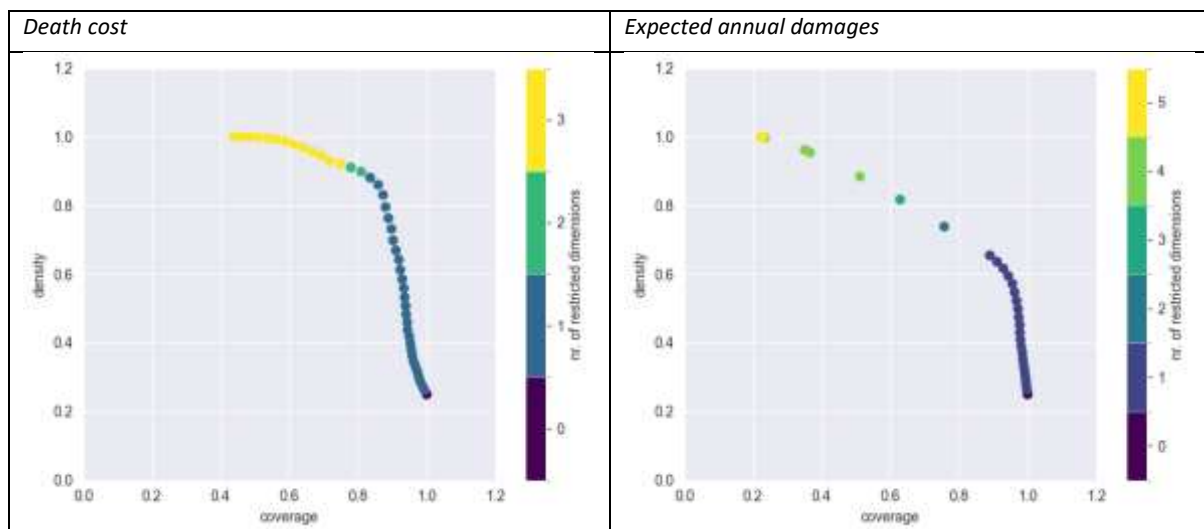 Death cost
Expected annual damages
1.2
1.0
0.8
0.6
0.4
0.2
0.0
density
0.0 0.2 0.4 0.6 0.8 1.0 1.2
coverage
3
2
1
0
nr. of restricted dimensions
1.2
1.0
0.8
0.6
0.4
0.2
0.0
density
0.0 0.2 0.4 0.6 0.8 1.0 1.2
coverage
5
4
3
2
1
0
nr. of restricted dimensions